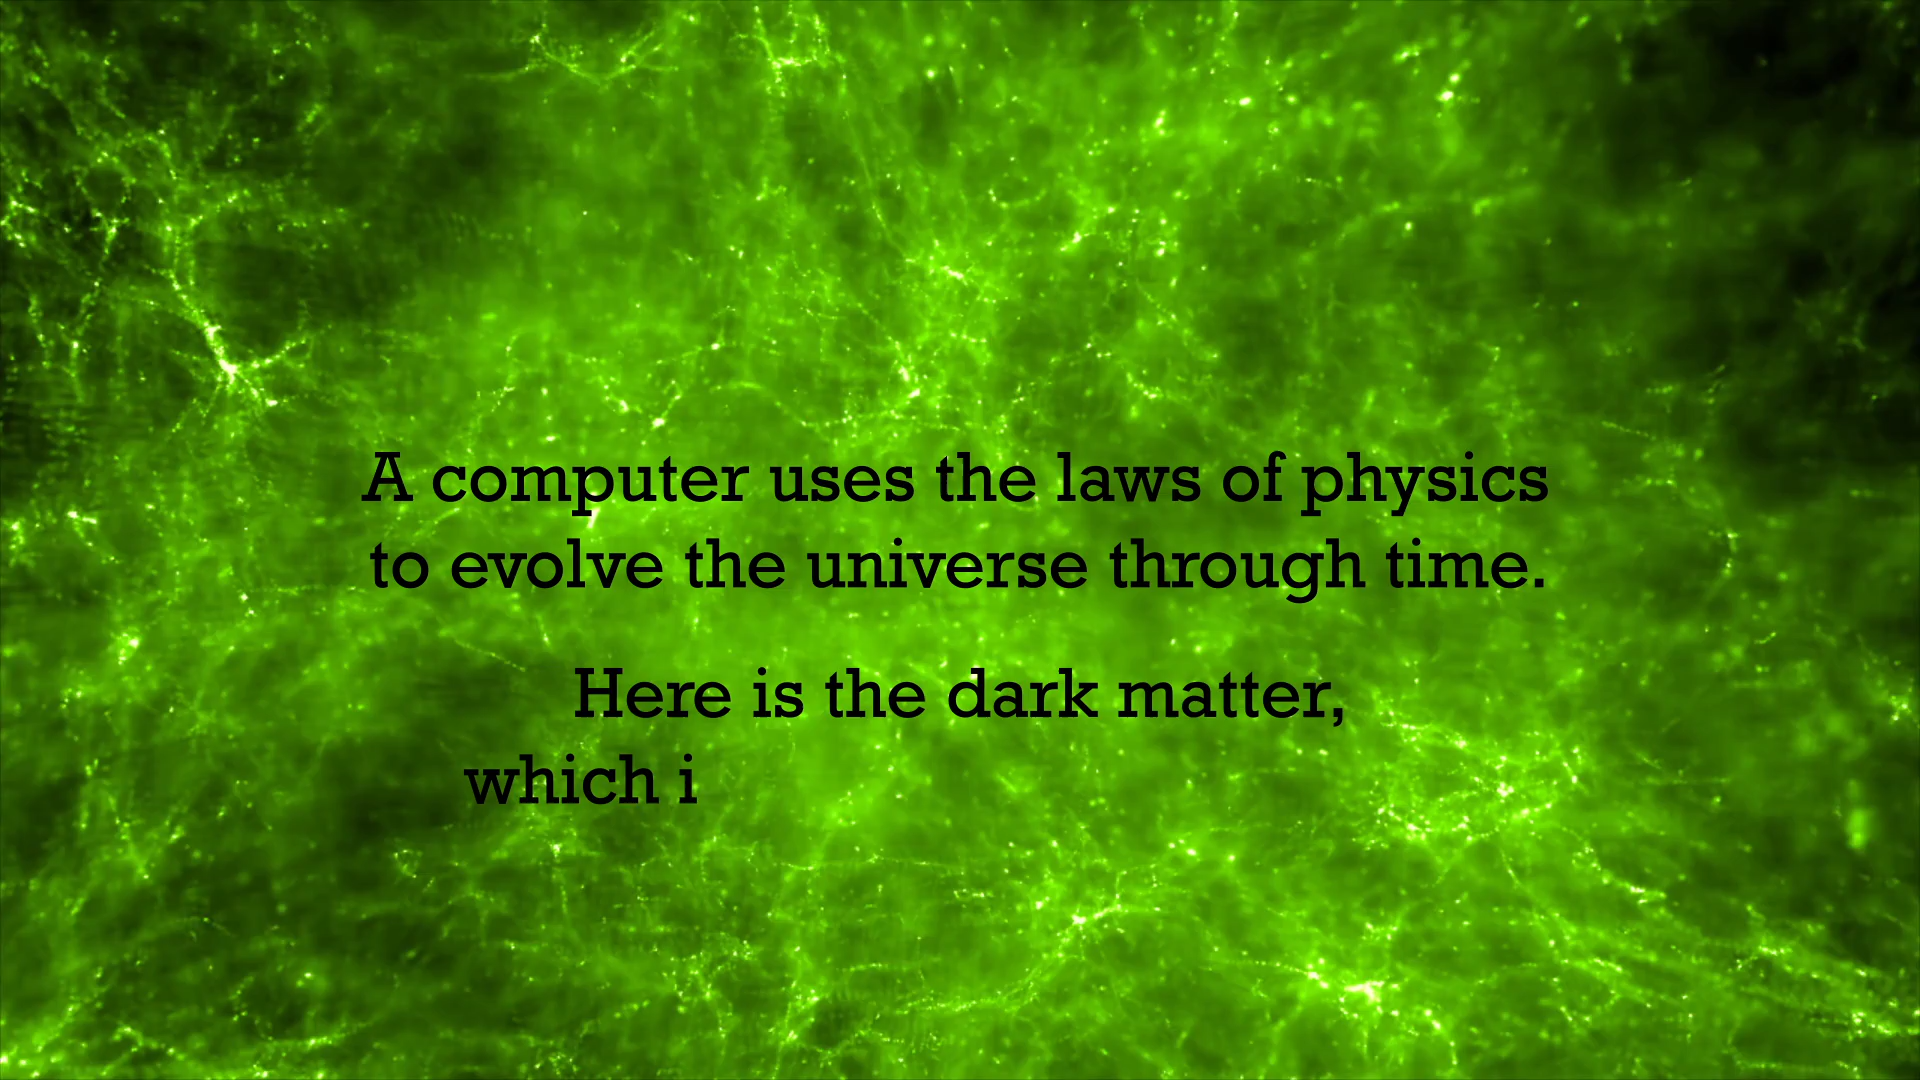 A computer uses the laws of physics
to evolve the universe through time.
Here is the dark matter,
which i